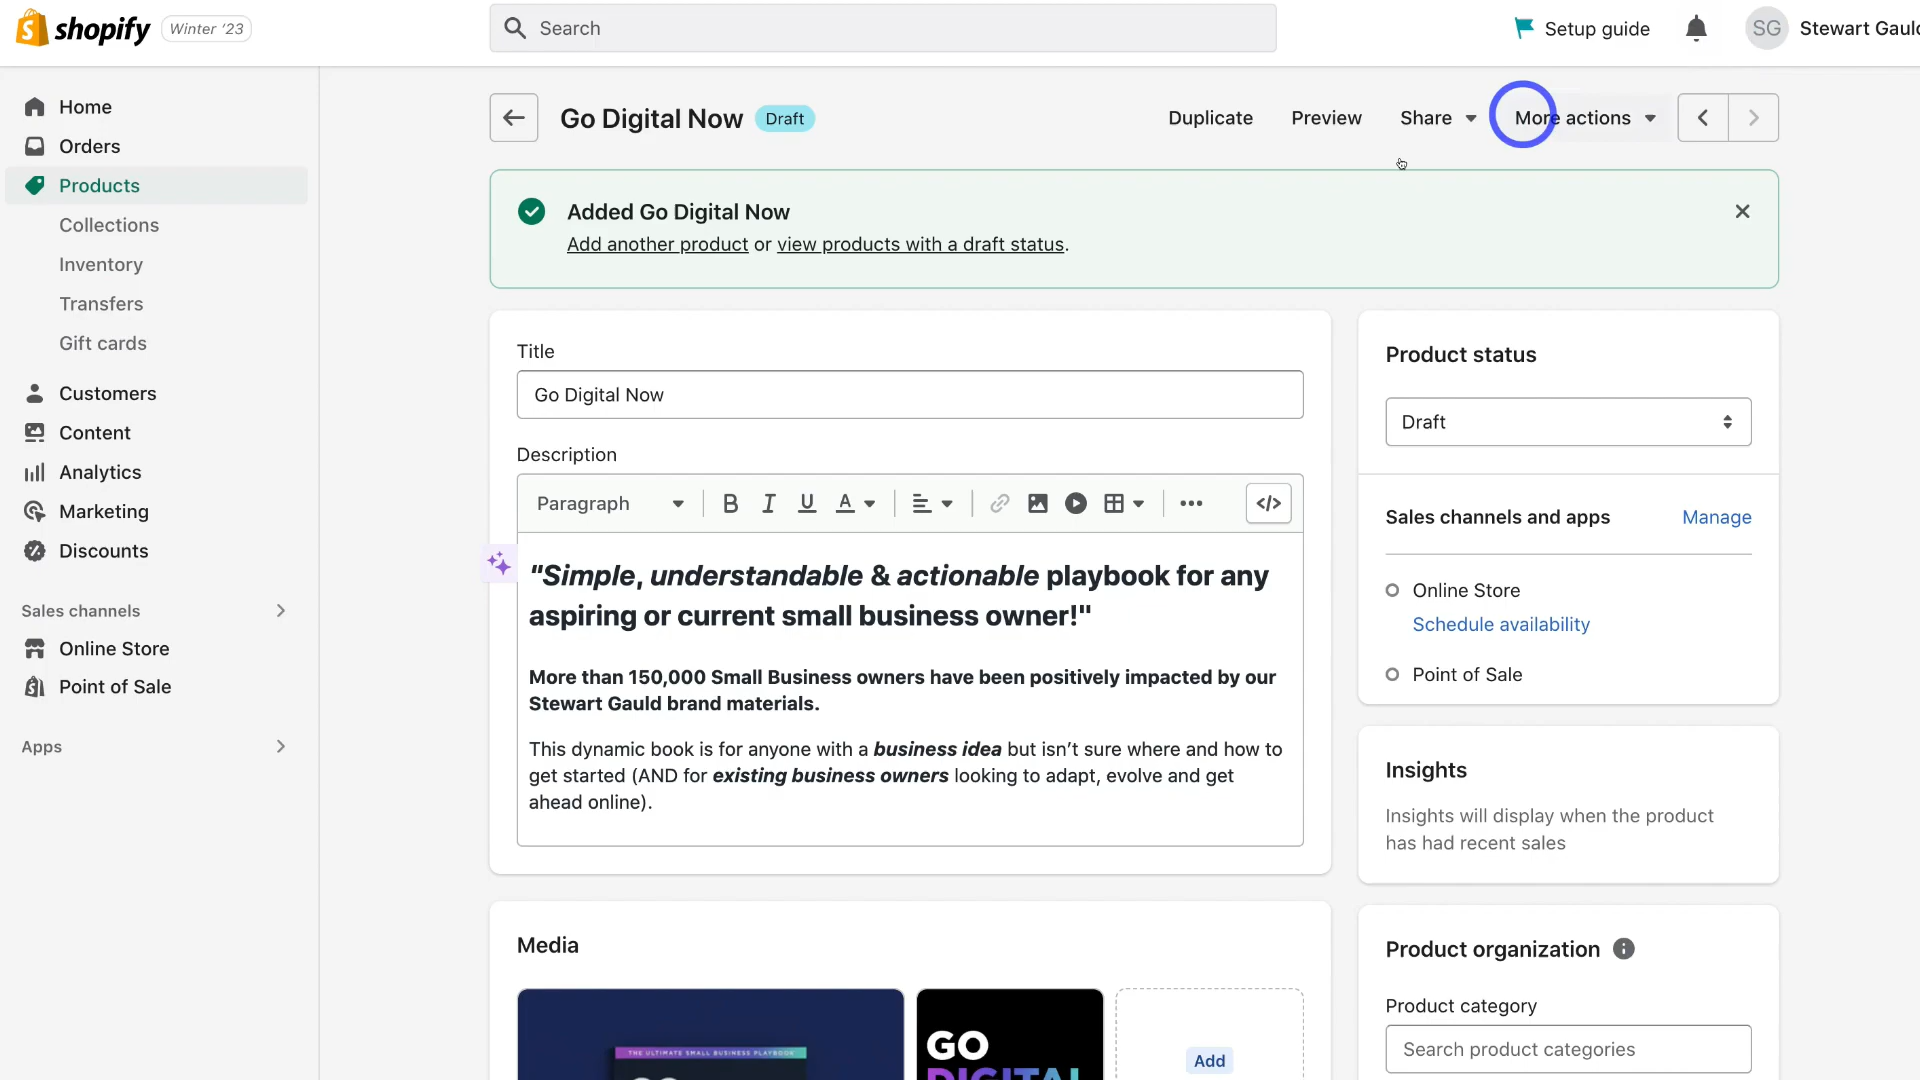 shopify Winter '23
Search
Setup guide
SG Stewart Gauld
Home
Orders
Products
Collections
Inventory
Transfers
Gift cards
Customers
Content
Analytics
Marketing
Discounts
Sales channels
Online Store
Point of Sale
Apps
Go Digital Now Draft
Duplicate Preview Share More actions
Added Go Digital Now
Add another product or view products with a draft status.
Title
Go Digital Now
Description
Paragraph B I U A </>
"Simple, understandable & actionable playbook for any
aspiring or current small business owner!"
More than 150,000 Small Business owners have been positively impacted by our
Stewart Gauld brand materials.
This dynamic book is for anyone with a business idea but isn’t sure where and how to
get started (AND for existing business owners looking to adapt, evolve and get
ahead online).
Media
THE ULTIMATE SMALL BUSINESS PLAYBOOK
GO
DIGITAL
Add
Product status
Draft
Sales channels and apps Manage
Online Store
Schedule availability
Point of Sale
Insights
Insights will display when the product
has had recent sales
Product organization
Product category
Search product categories